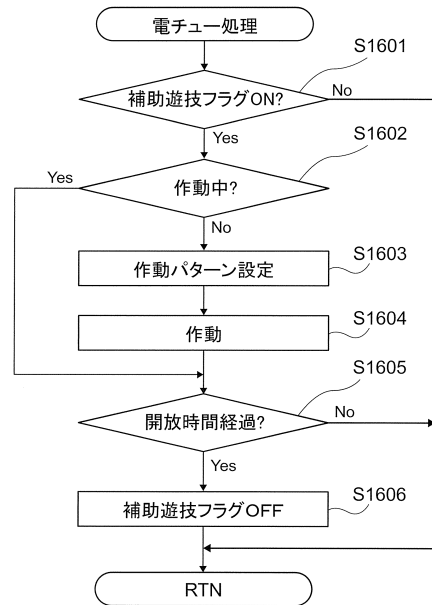 電チュー処理
S1601
補助遊技フラグON?
No
Yes
S1602
Yes
作動中?
No
S1603
作動パターン設定
S1604
作動
S1605
開放時間経過?
No
Yes
S1606
補助遊技フラグOFF
RTN